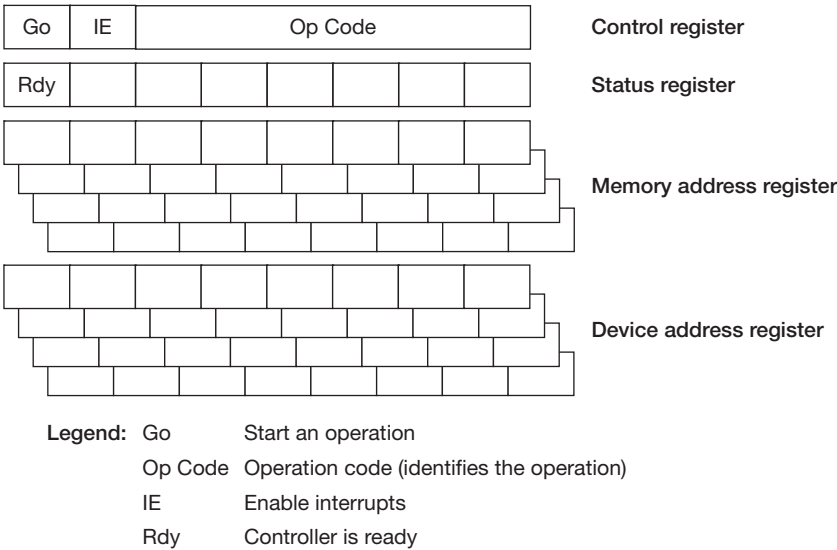 Go IE Op Code Control register
Rdy Status register
Memory address register
Device address register
Legend: Go Start an operation
Op Code Operation code (identifies the operation)
IE Enable interrupts
Rdy Controller is ready